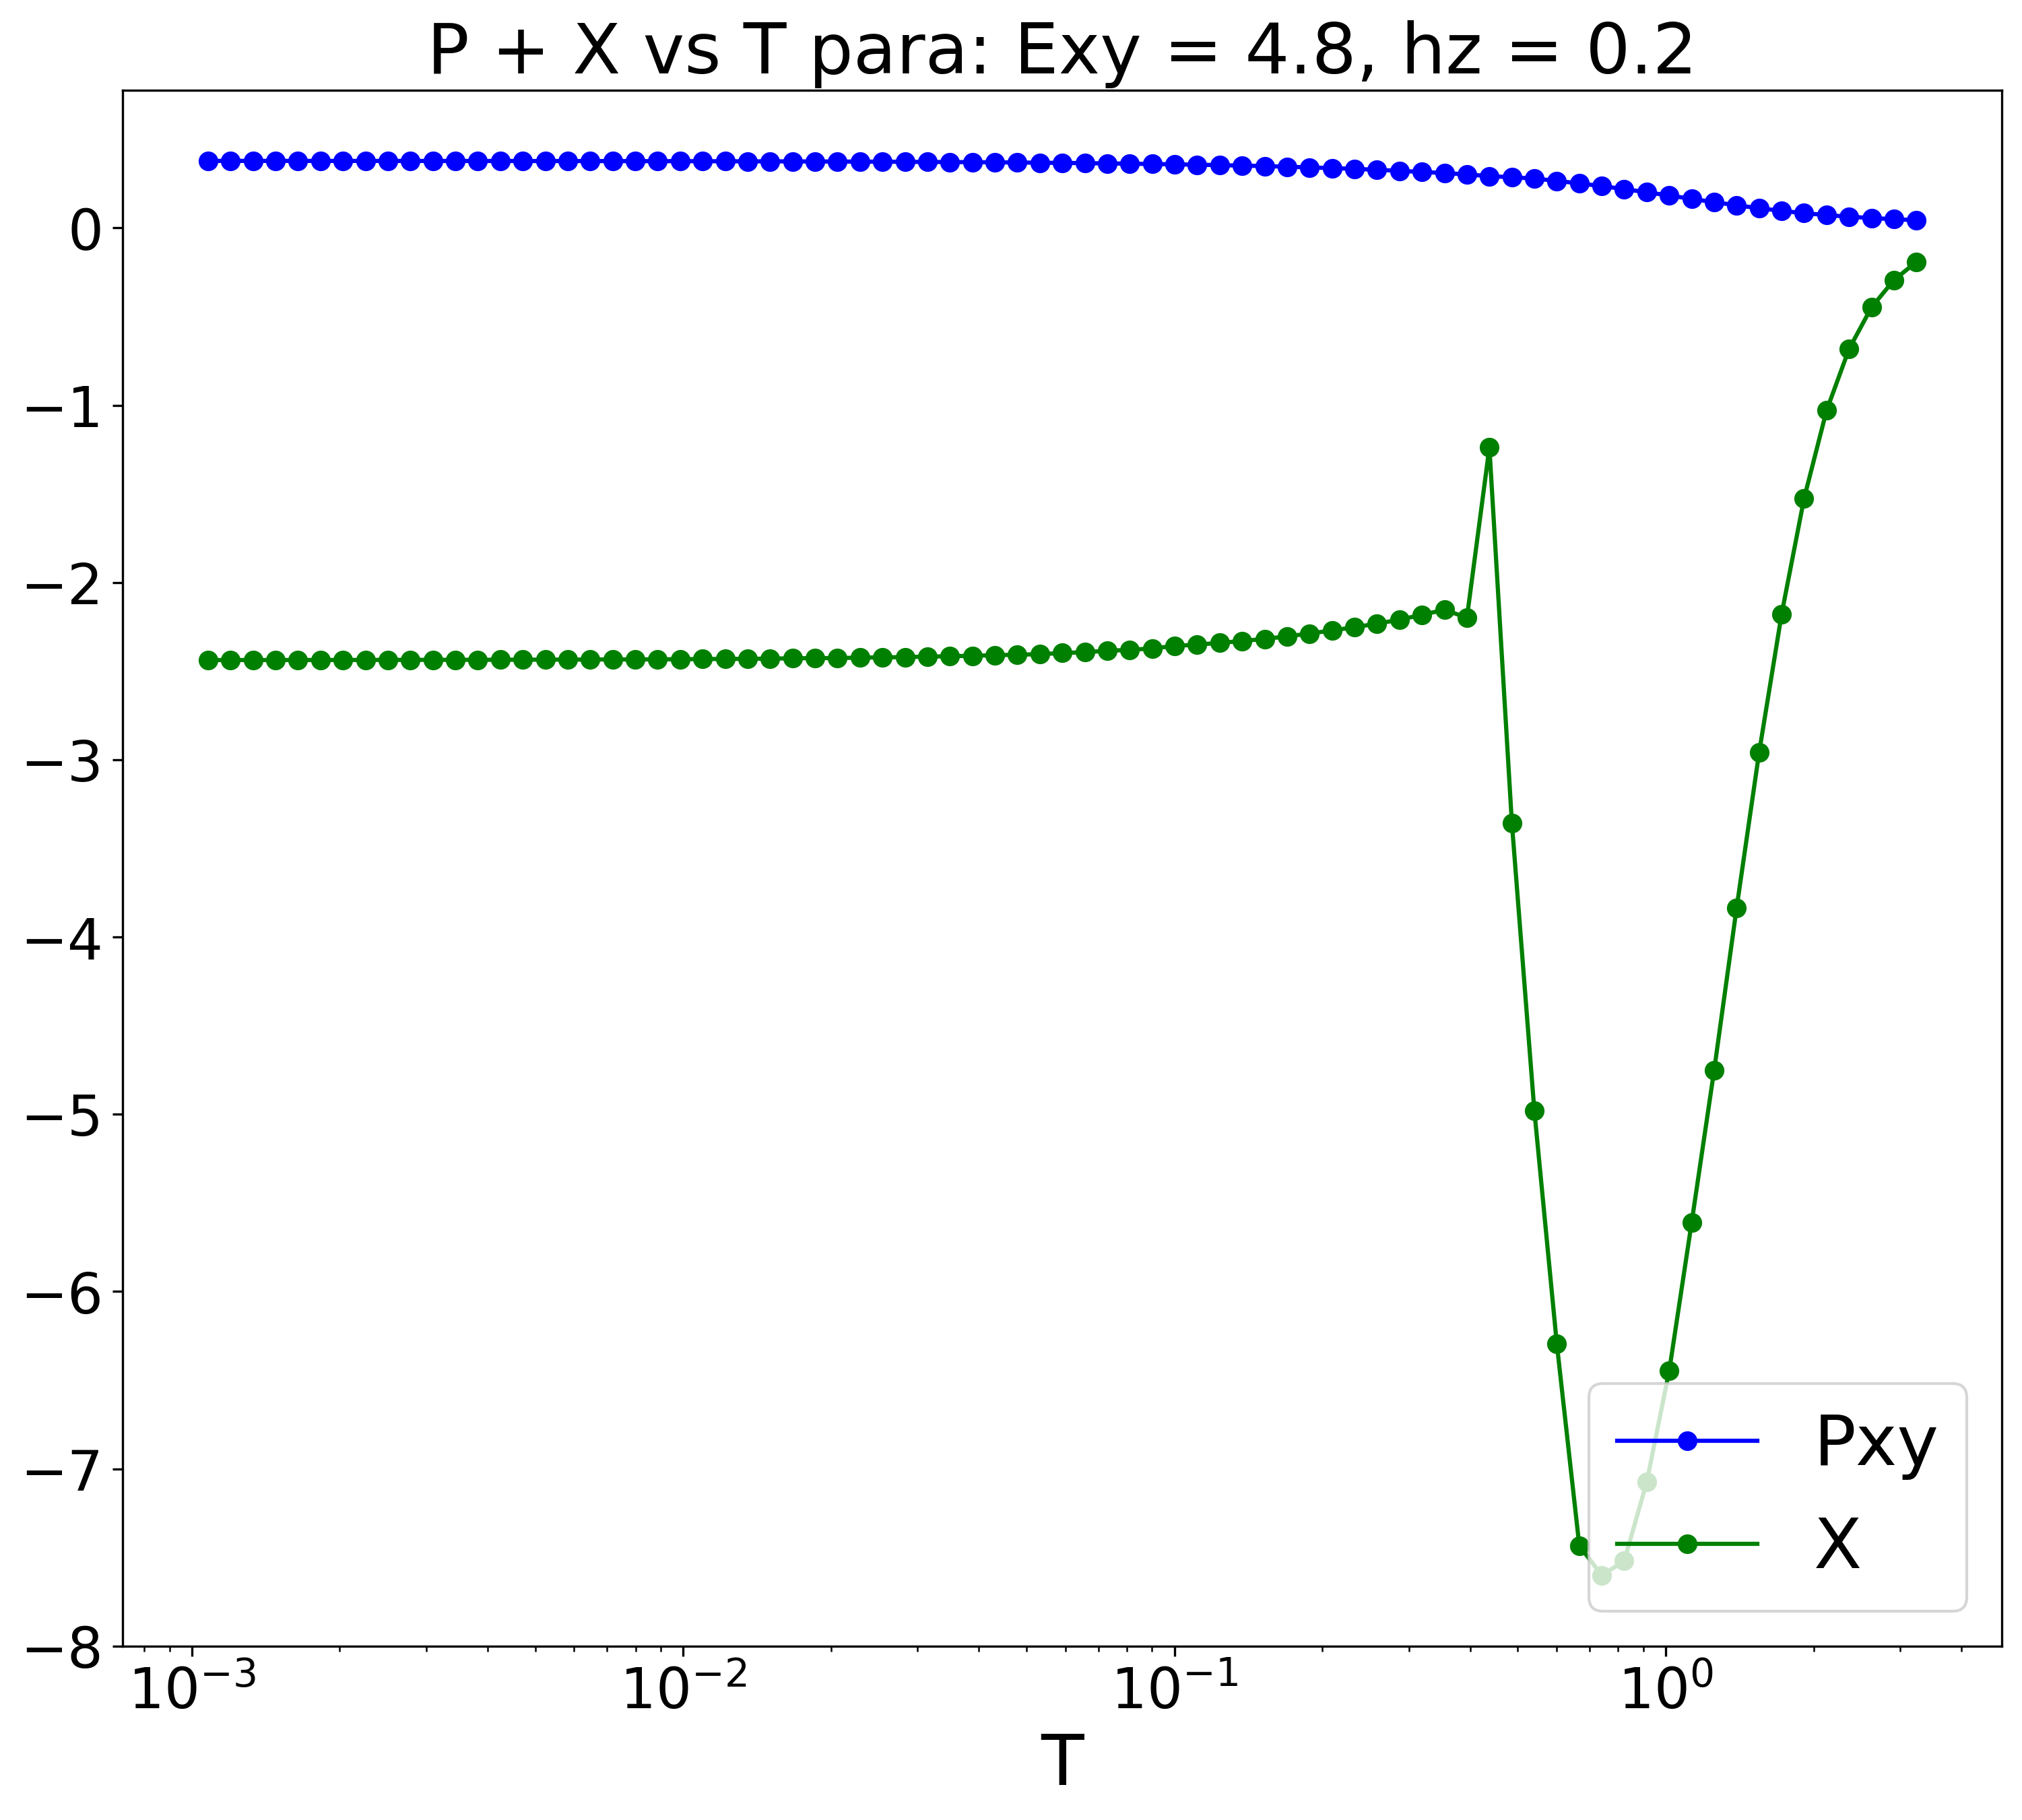 P + X vs T para: Exy = 4.8, hz = 0.2
0
−1
−2
−3
−4
−5
−6
−7
−8
10⁻³ 10⁻² 10⁻¹ 10⁰
T
Pxy
X